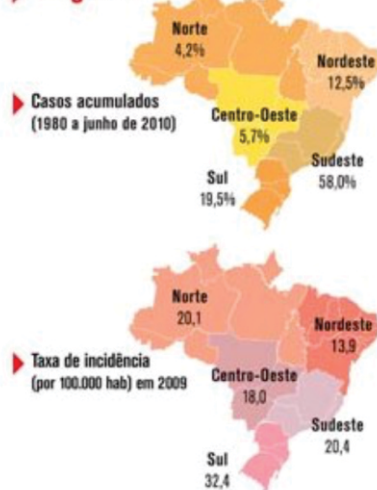 Norte
4,2%
Nordeste
12,5%
Casos acumulados
(1980 a junho de 2010)
Centro-Oeste
5,7%
Sudeste
58,0%
Sul
19,5%
Norte
20,1
Nordeste
13,9
Taxa de incidência
(por 100.000 hab) em 2009
Centro-Oeste
18,0
Sudeste
20,4
Sul
32,4